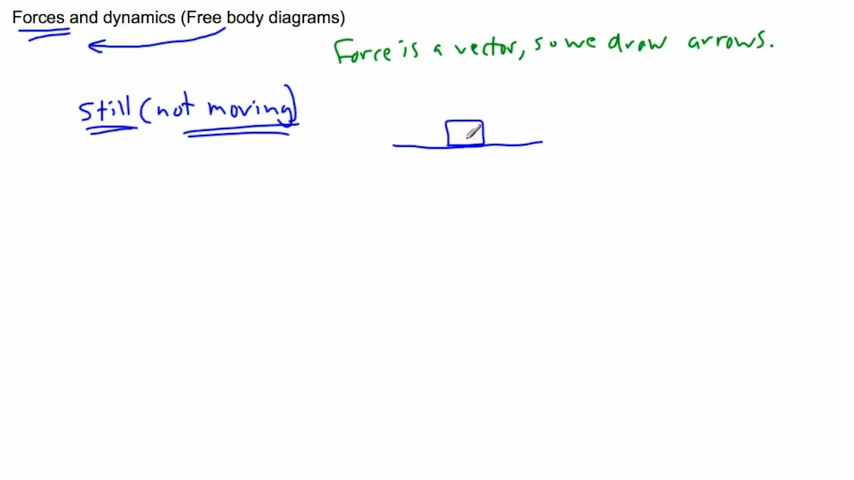 Forces and dynamics (Free body diagrams)
Force is a vector, so we draw arrows.
still (not moving)